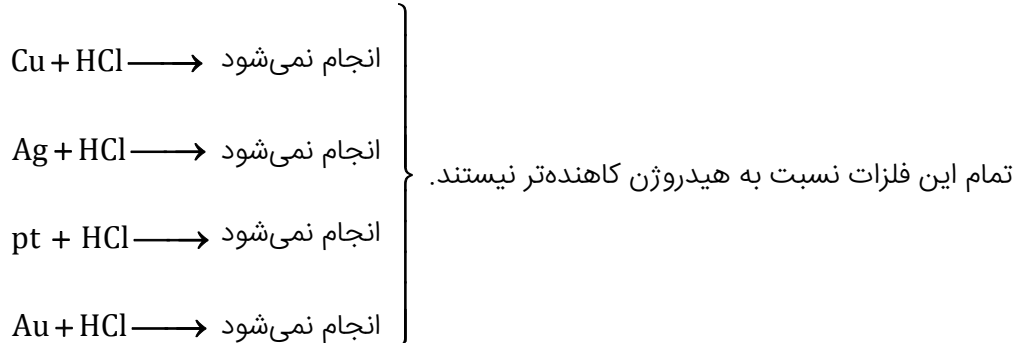 Cu + HCl ⟶ انجام نمی‌شود
Ag + HCl ⟶ انجام نمی‌شود
تمام این فلزات نسبت به هیدروژن کاهنده‌تر نیستند.
pt + HCl ⟶ انجام نمی‌شود
Au + HCl ⟶ انجام نمی‌شود